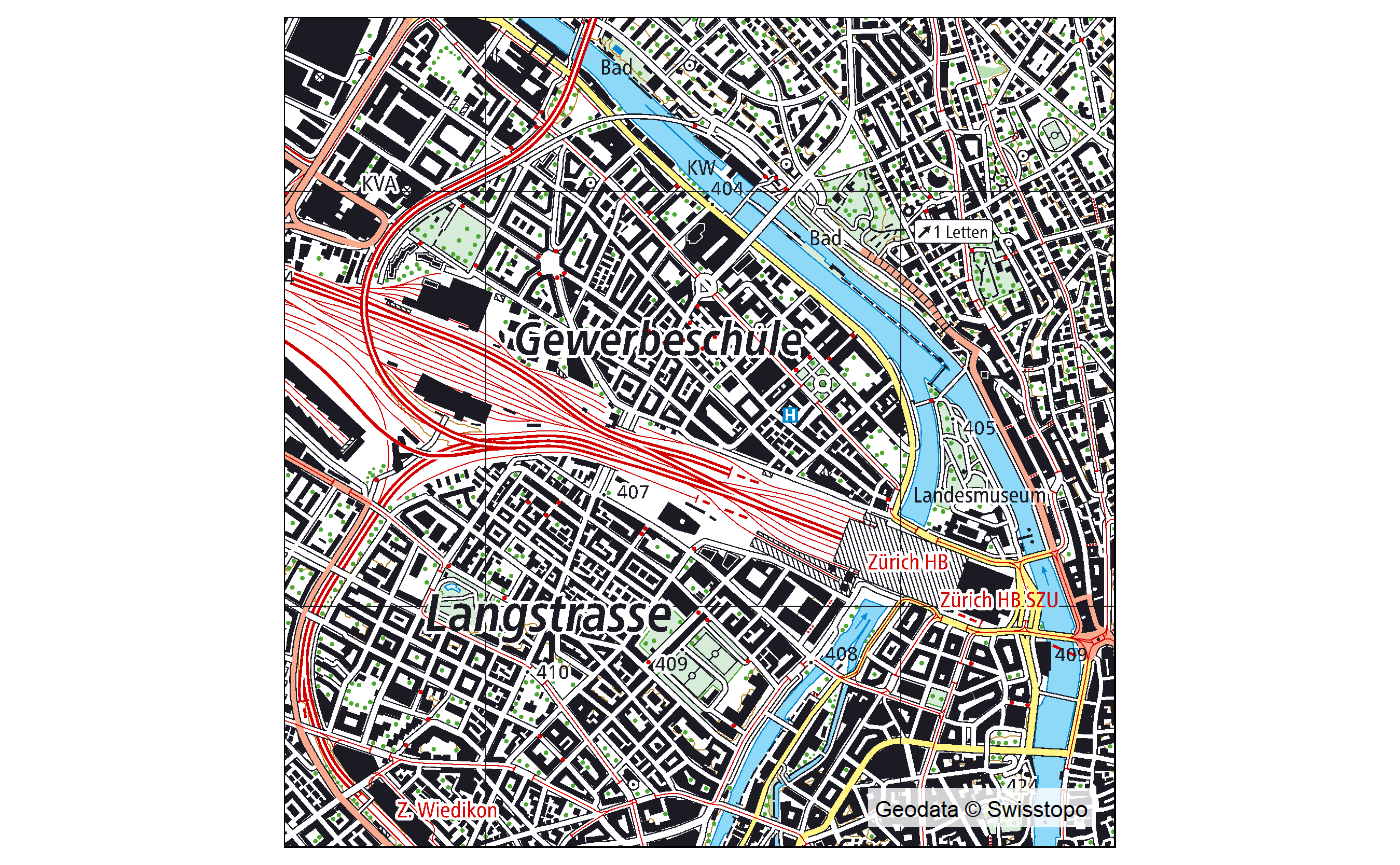 Bad
KW
404
KVA
Bad
1 Letten
Gewerbeschule
H
405
407
Landesmuseum
Zürich HB
Zürich HB SZU
Langstrasse
408
409
409
410
424
Z. Wiedikon
Geodata © Swisstopo